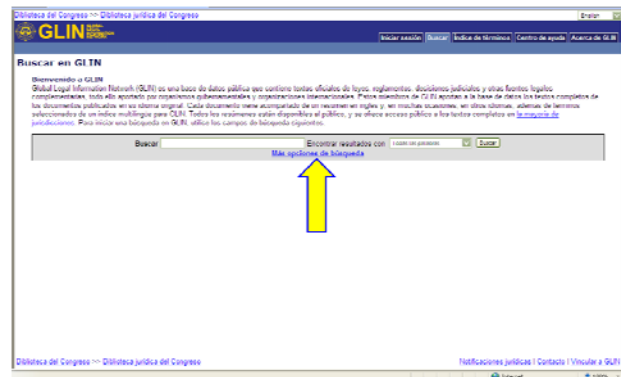 Biblioteca del Congreso >> Biblioteca jurídica del Congreso
GLIN
Iniciar sesión Buscar Índice de términos Centro de ayuda Acerca de GLIN
Buscar en GLIN
Bienvenido a GLIN
Global Legal Information Network (GLIN) es una base de datos pública que contiene textos oficiales de leyes, reglamentos, decisiones judiciales y otras fuentes legales
complementarias, todo ello aportado por organismos gubernamentales y organizaciones internacionales. Estos miembros de GLIN aportan a la base de datos los textos completos de
los documentos publicados en su idioma original. Cada documento viene acompañado de un resumen en inglés y, en muchas ocasiones, en otros idiomas, además de términos
seleccionados de un índice multilingüe para GLIN. Todos los resúmenes están disponibles al público, y se ofrece acceso público a los textos completos en la mayoría de
jurisdicciones. Para iniciar una búsqueda en GLIN, utilice los campos de búsqueda siguientes.
Buscar Encontrar resultados con Todas las palabras Buscar
Más opciones de búsqueda
Biblioteca del Congreso >> Biblioteca jurídica del Congreso
Notificaciones jurídicas | Contacto | Vincular a GLIN
Internet